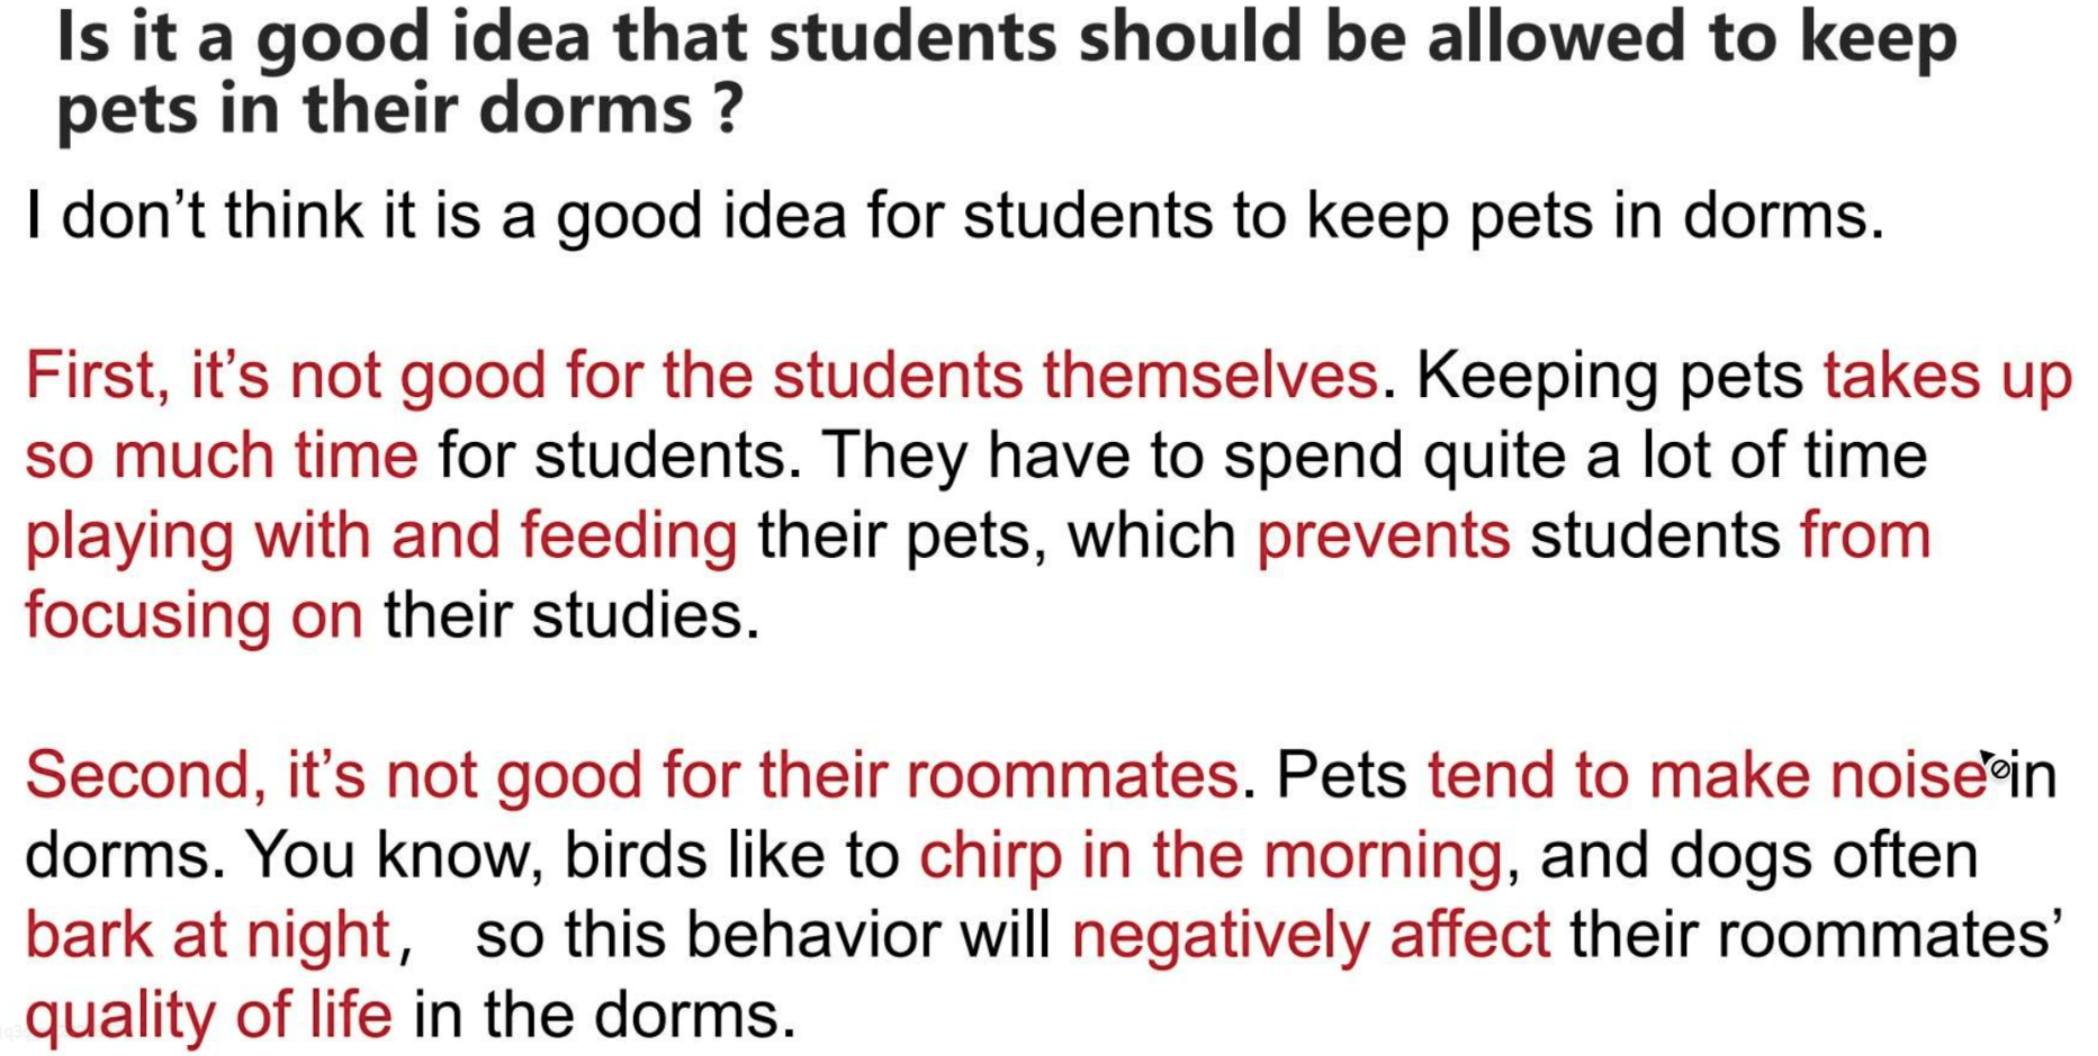 Is it a good idea that students should be allowed to keep
pets in their dorms ?
I don’t think it is a good idea for students to keep pets in dorms.
First, it’s not good for the students themselves. Keeping pets takes up
so much time for students. They have to spend quite a lot of time
playing with and feeding their pets, which prevents students from
focusing on their studies.
Second, it’s not good for their roommates. Pets tend to make noise in
dorms. You know, birds like to chirp in the morning, and dogs often
bark at night， so this behavior will negatively affect their roommates’
quality of life in the dorms.